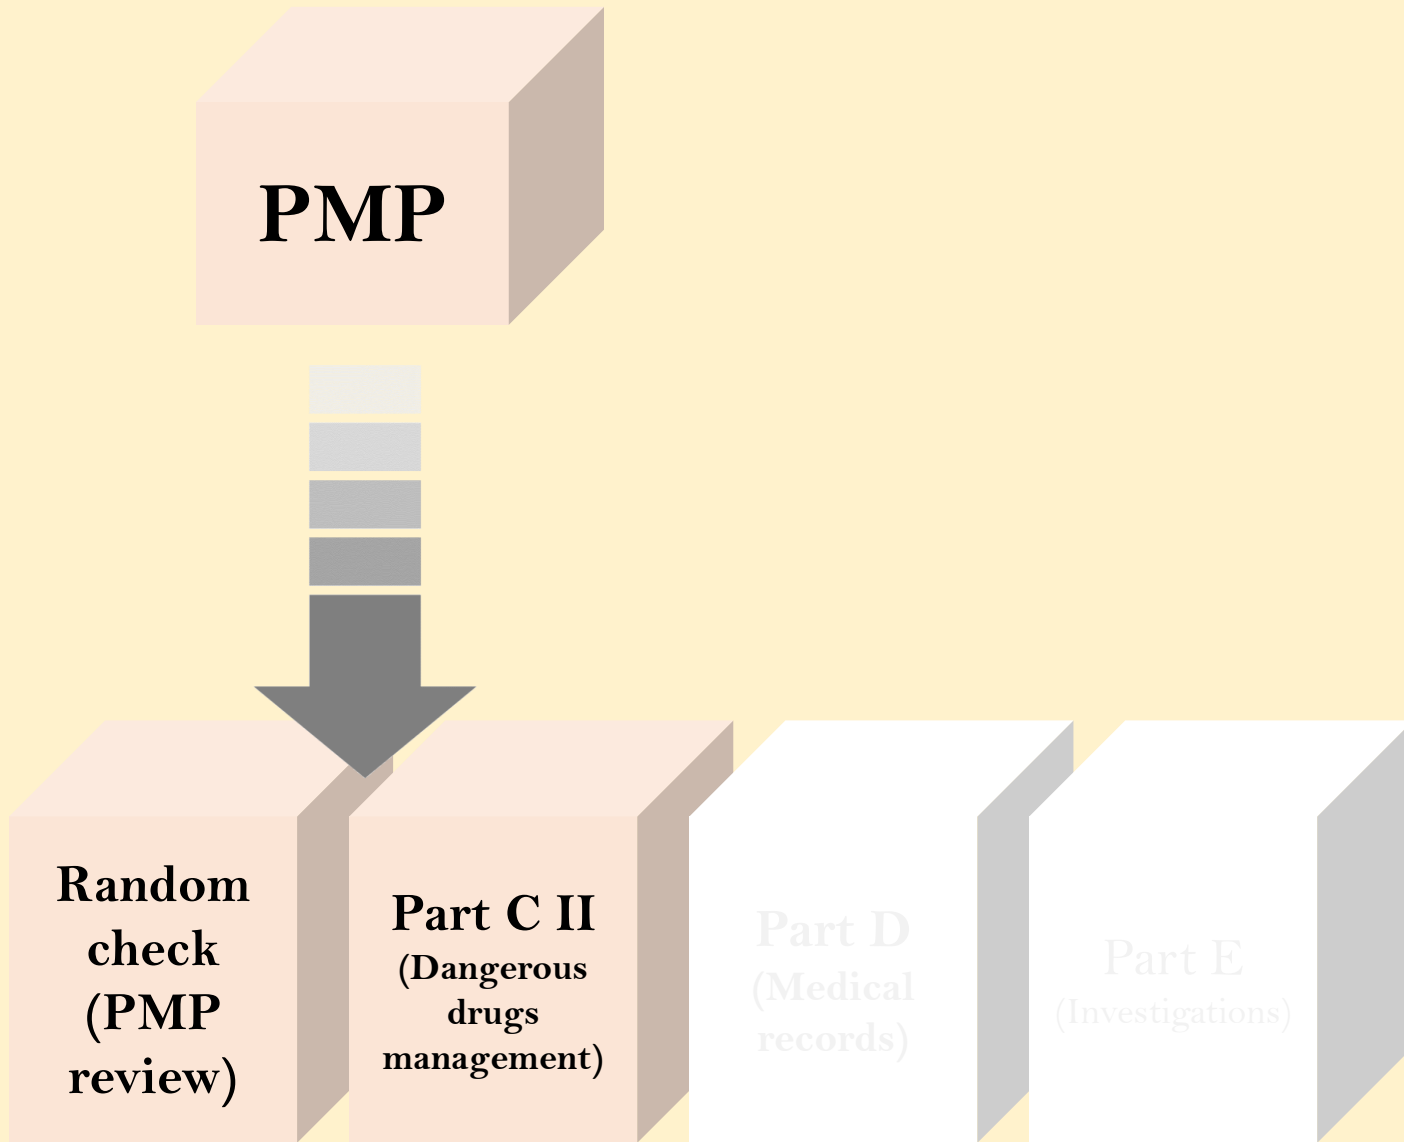 PMP
Random
check
(PMP
review)
Part C II
(Dangerous
drugs
management)
Part D
(Medical
records)
Part E
(Investigations)